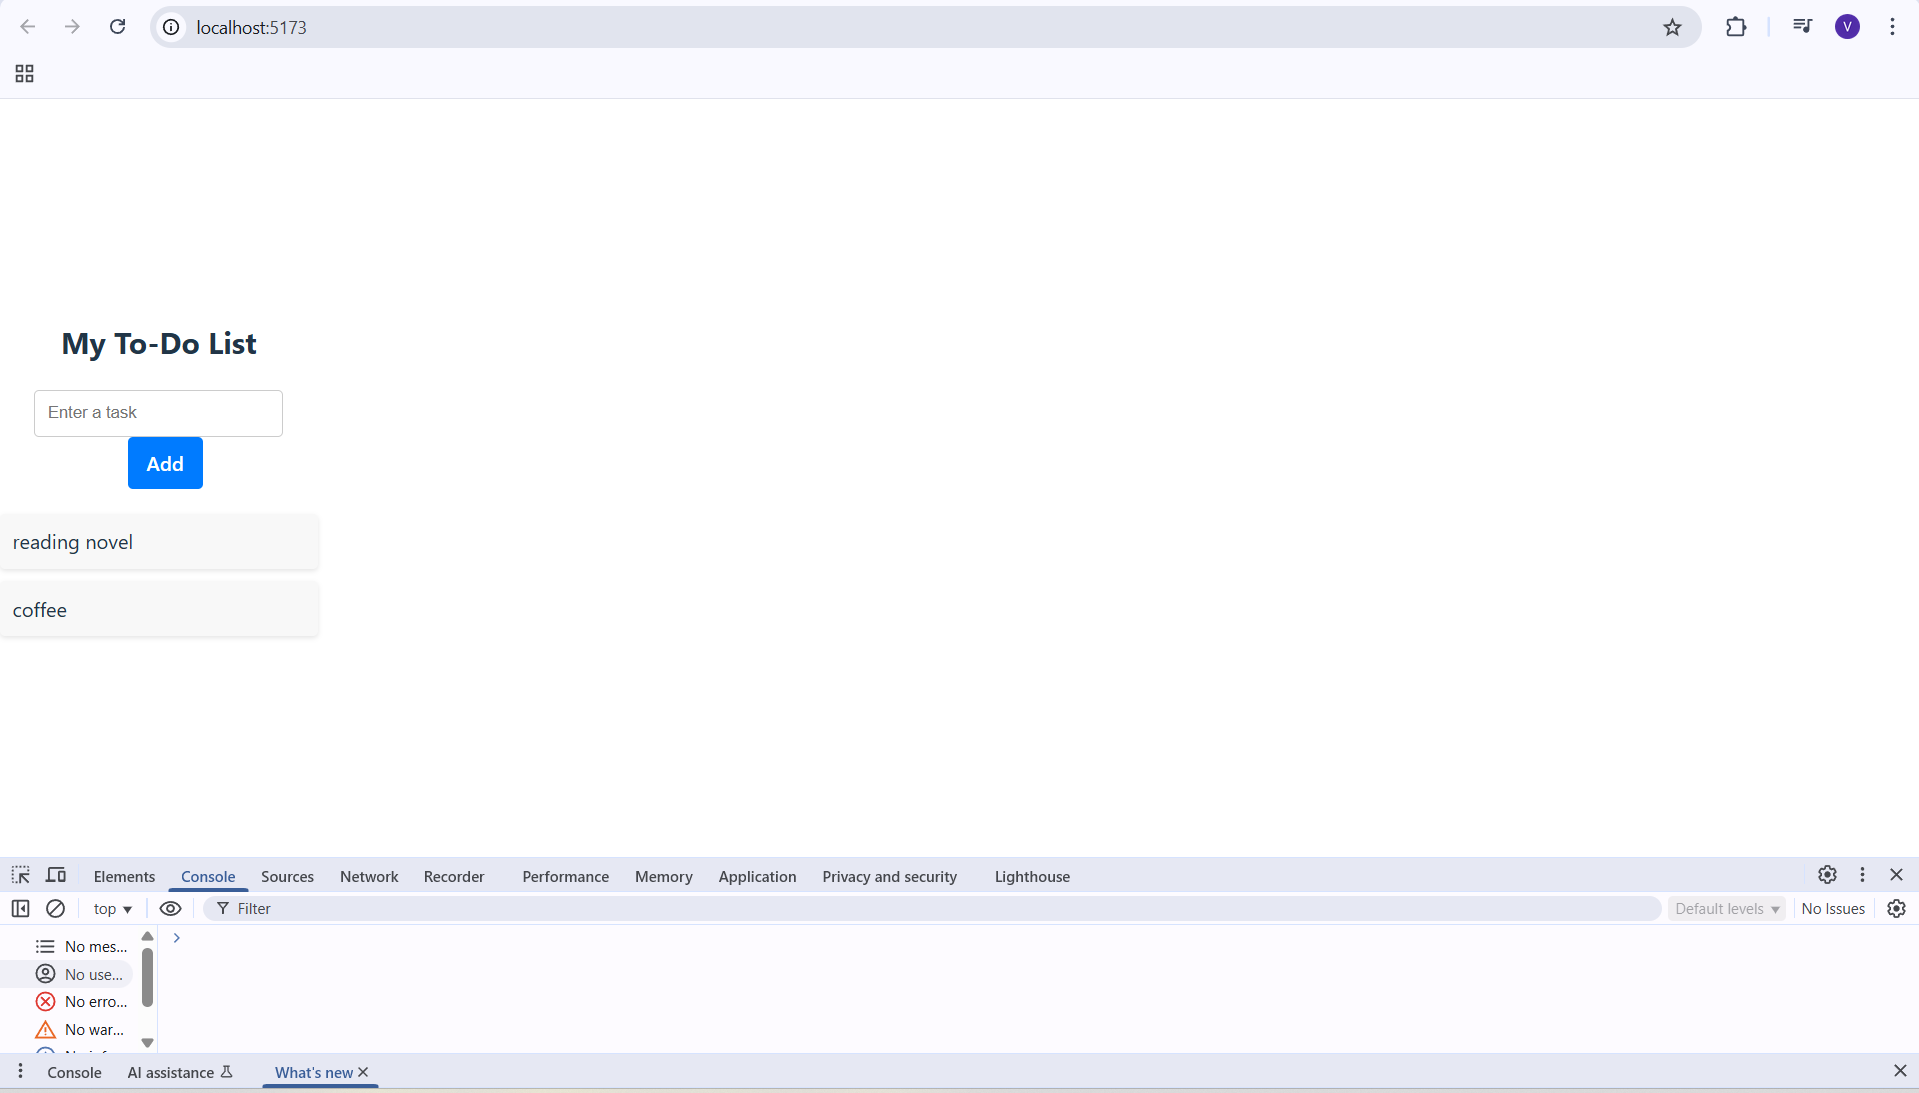 localhost:5173
V
My To-Do List
Enter a task
Add
reading novel
coffee
Elements Console Sources Network Recorder Performance Memory Application Privacy and security Lighthouse
top Filter Default levels No Issues
No mes...
No use...
No erro...
No war...
Console AI assistance What's new